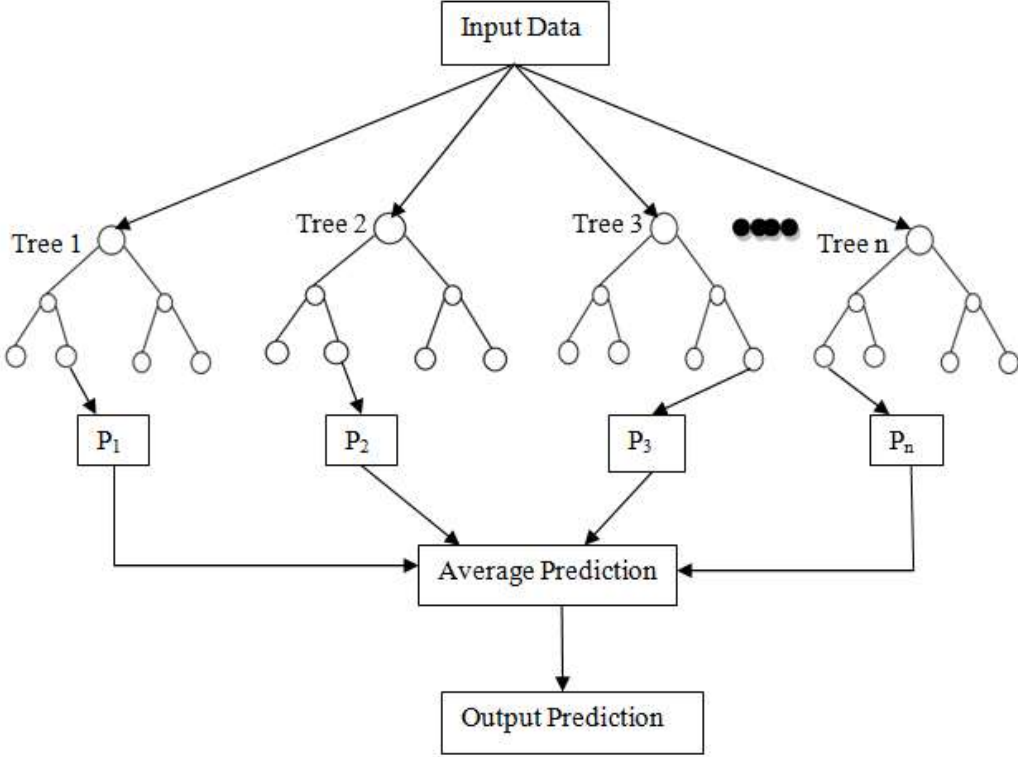 Input Data
Tree 1
Tree 2
Tree 3
Tree n
P₁
P₂
P₃
Pₙ
Average Prediction
Output Prediction